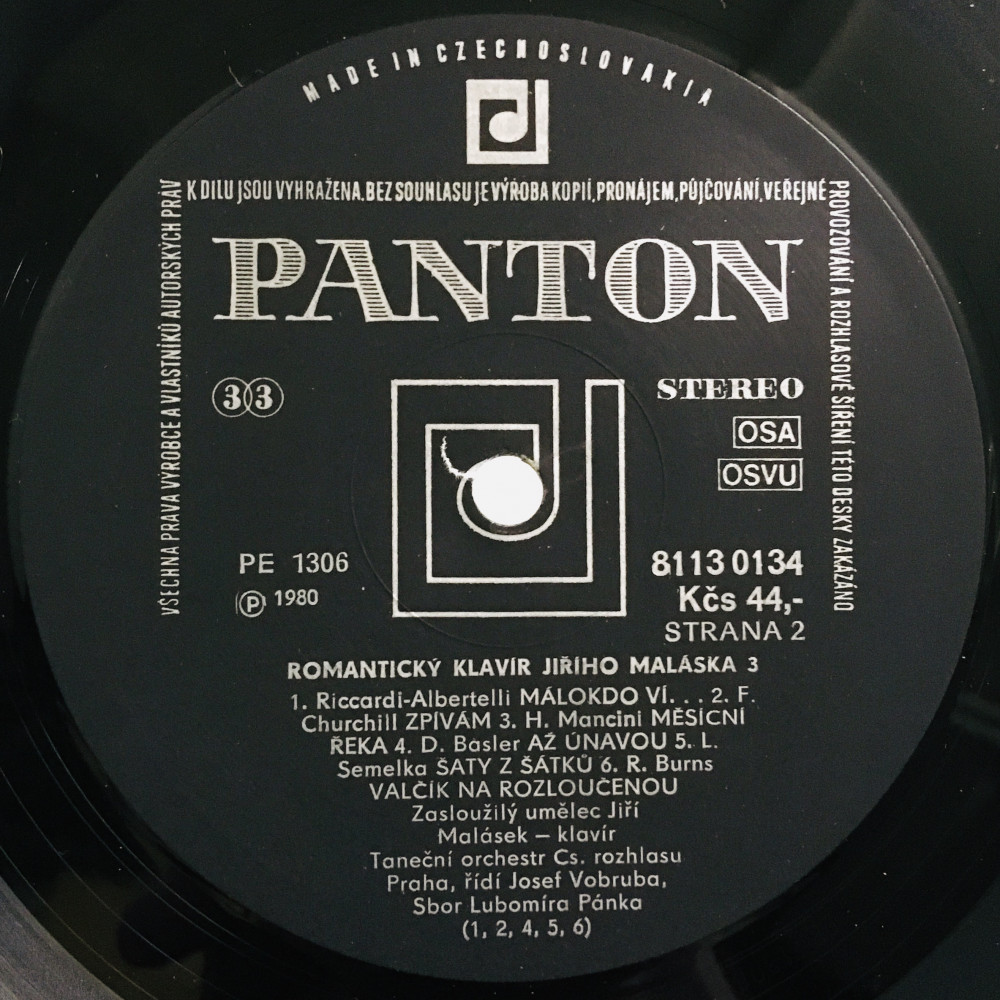 MADE IN CZECHOSLOVAKIA
VŠECHNA PRÁVA VÝROBCE A VLASTNÍKŮ AUTORSKÝCH PRÁV
K DÍLU JSOU VYHRAŽENA. BEZ SOUHLASU JE VÝROBA KOPIÍ, PRONÁJEM, PŮJČOVÁNÍ, VEŘEJNÉ
PROVOZOVÁNÍ A ROZHLASOVÉ ŠÍŘENÍ TÉTO DESKY ZAKÁZÁNO
PANTON
33
STEREO
OSA
OSVU
PE 1306
Ⓟ 1980
8113 0134
Kčs 44,-
STRANA 2
ROMANTICKÝ KLAVÍR JIŘÍHO MALÁSKA 3
1. Riccardi-Albertelli MÁLOKDO VÍ. . . 2. F.
Churchill ZPÍVÁM 3. H. Mancini MĚSÍCNÍ
ŘEKA 4. D. Basler AŽ ÚNAVOU 5. L.
Semelka ŠATY Z ŠÁTKŮ 6. R. Burns
VALČÍK NA ROZLOUČENOU
Zasloužilý umělec Jiří
Malásek – klavír
Taneční orchestr Cs. rozhlasu
Praha, řídí Josef Vobruba,
Sbor Lubomíra Pánka
(1, 2, 4, 5, 6)